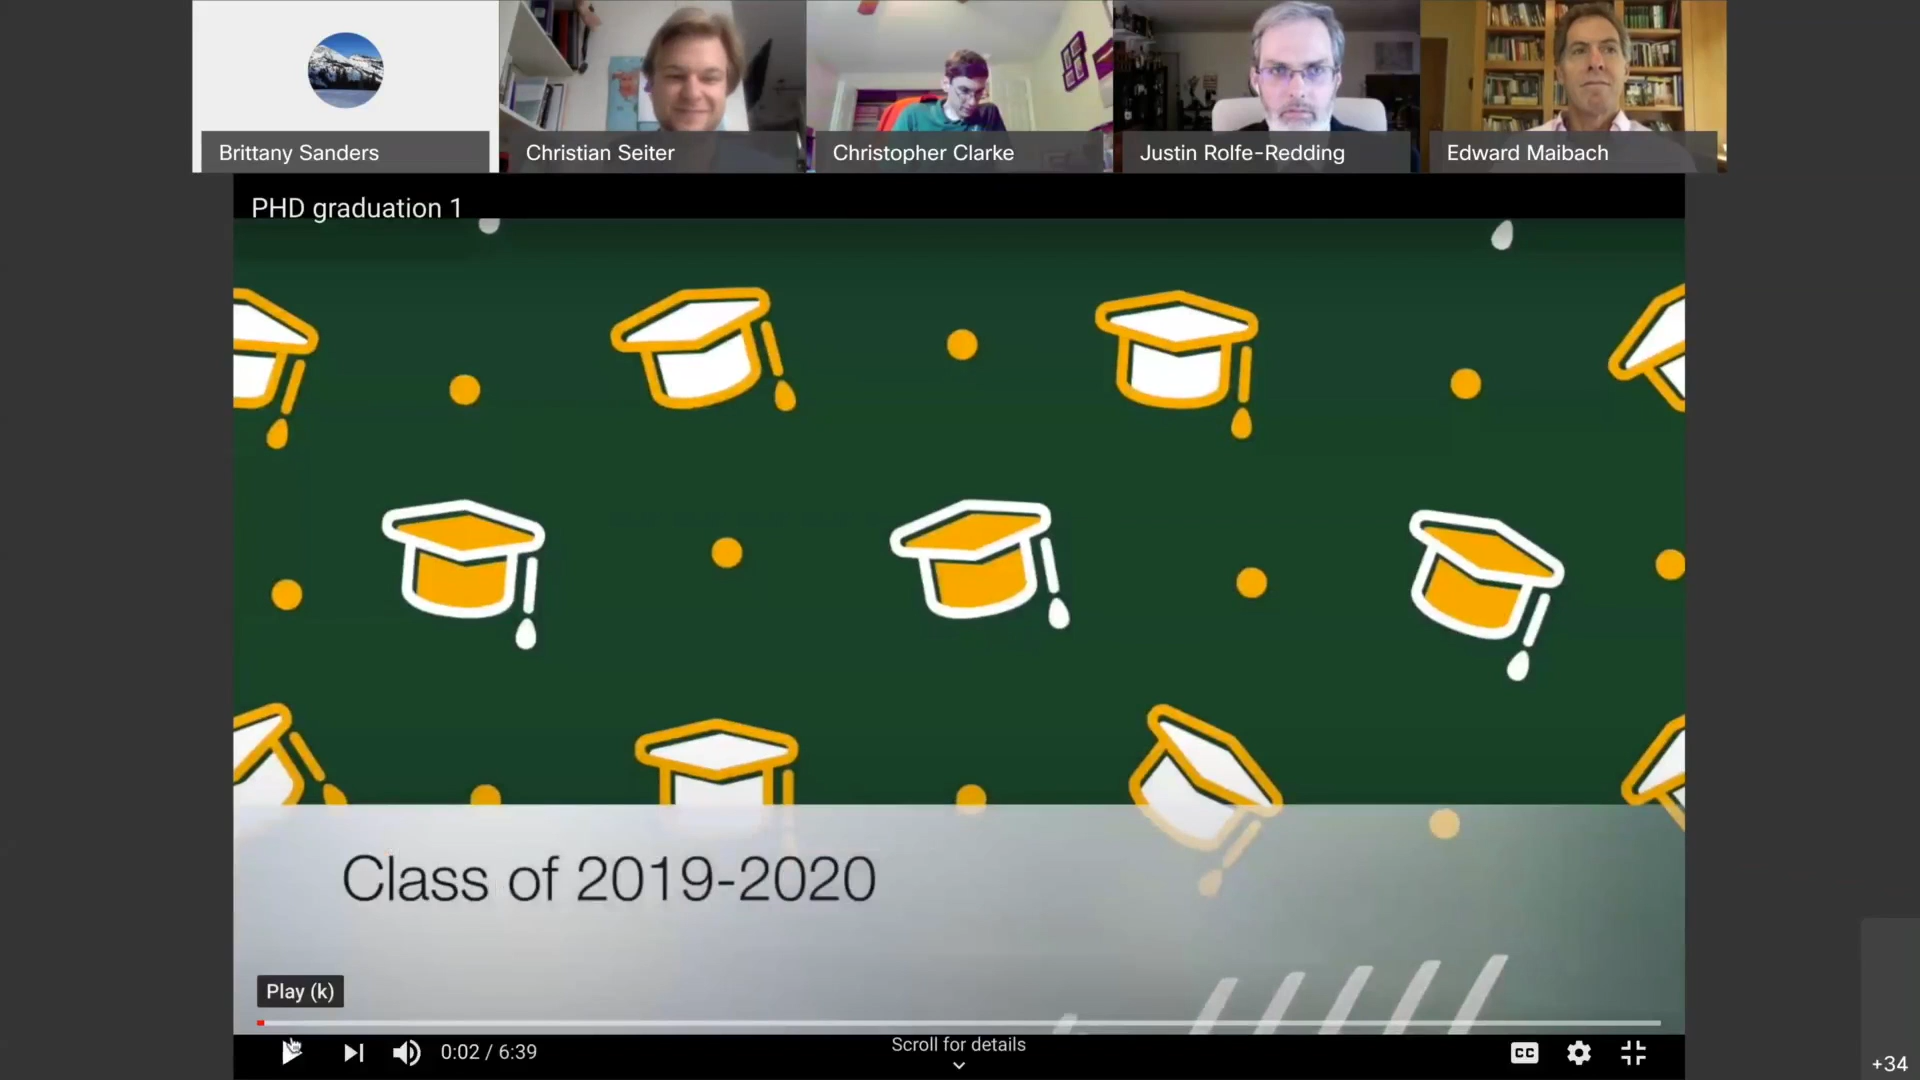 Brittany Sanders
Christian Seiter
Christopher Clarke
Justin Rolfe-Redding
Edward Maibach
PHD graduation 1
Class of 2019-2020
Play (k)
0:02 / 6:39
Scroll for details
CC
+34